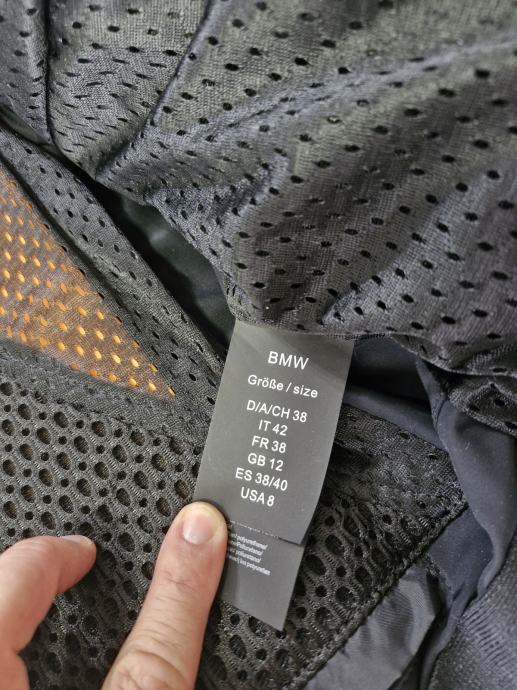 BMW
Größe / size
D/A/CH 38
IT 42
FR 38
GB 12
ES 38/40
USA 8